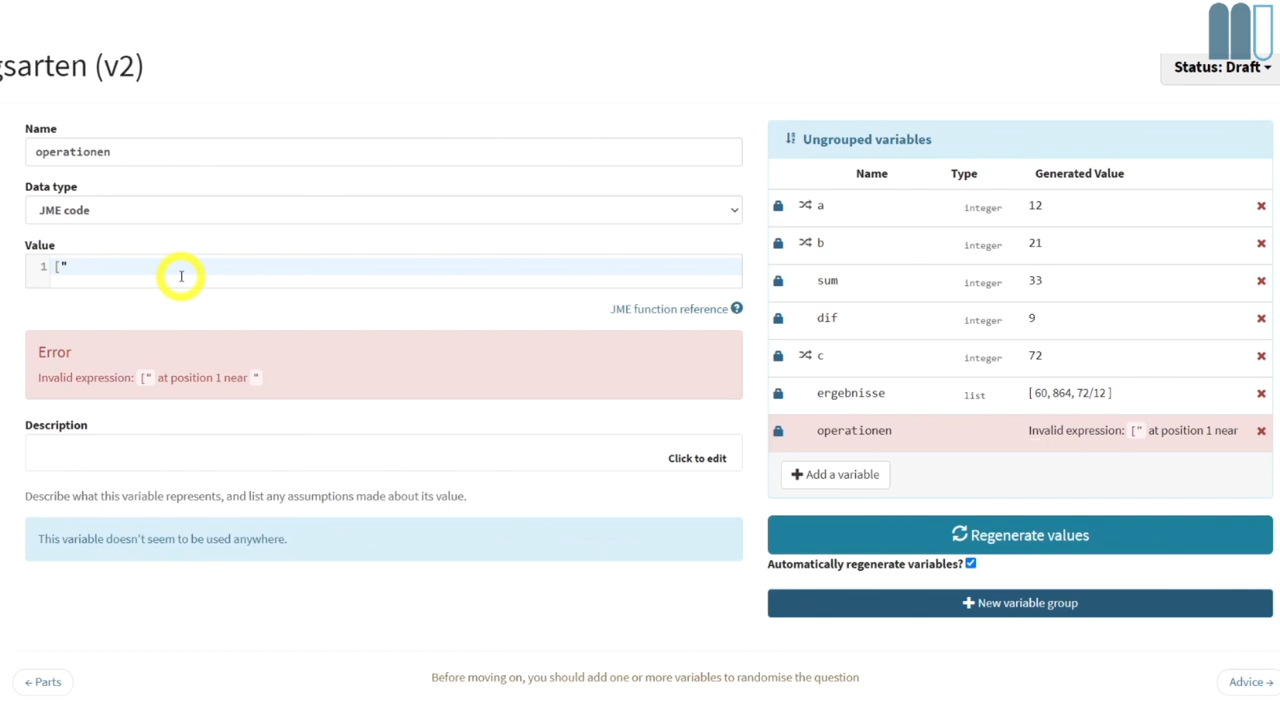 gsarten (v2)
Status: Draft
Name
operationen
Data type
JME code
Value
1 ["
JME function reference
Error
Invalid expression: [" at position 1 near "
Description
Click to edit
Describe what this variable represents, and list any assumptions made about its value.
This variable doesn't seem to be used anywhere.
Ungrouped variables
Name Type Generated Value
a integer 12
b integer 21
sum integer 33
dif integer 9
c integer 72
ergebnisse list [ 60, 864, 72/12 ]
operationen Invalid expression: [" at position 1 near
Add a variable
Regenerate values
Automatically regenerate variables?
New variable group
← Parts
Before moving on, you should add one or more variables to randomise the question
Advice →